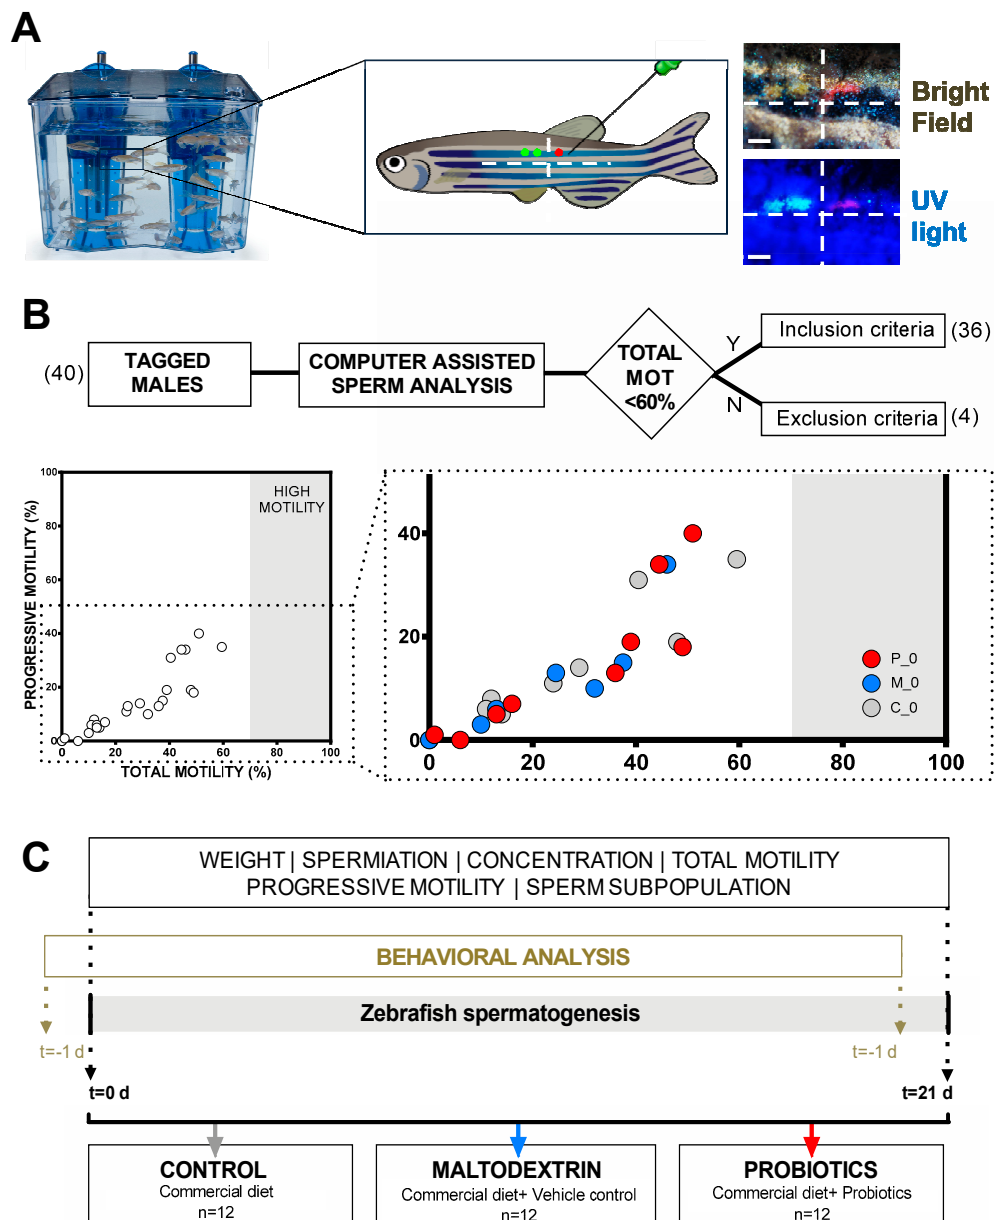 A
Bright
Field
UV
light
B
(40)
TAGGED
MALES
COMPUTER ASSISTED
SPERM ANALYSIS
TOTAL
MOT
<60%
Y
N
Inclusion criteria
(36)
Exclusion criteria
(4)
PROGRESSIVE MOTILITY (%)
100
80
60
40
20
0
HIGH
MOTILITY
0 20 40 60 80 100
TOTAL MOTILITY (%)
40
20
0
P_0
M_0
C_0
0 20 40 60 80 100
C
WEIGHT | SPERMIATION | CONCENTRATION | TOTAL MOTILITY
PROGRESSIVE MOTILITY | SPERM SUBPOPULATION
BEHAVIORAL ANALYSIS
Zebrafish spermatogenesis
t=-1 d
t=-1 d
t=0 d
t=21 d
CONTROL
Commercial diet
n=12
MALTODEXTRIN
Commercial diet+ Vehicle control
n=12
PROBIOTICS
Commercial diet+ Probiotics
n=12